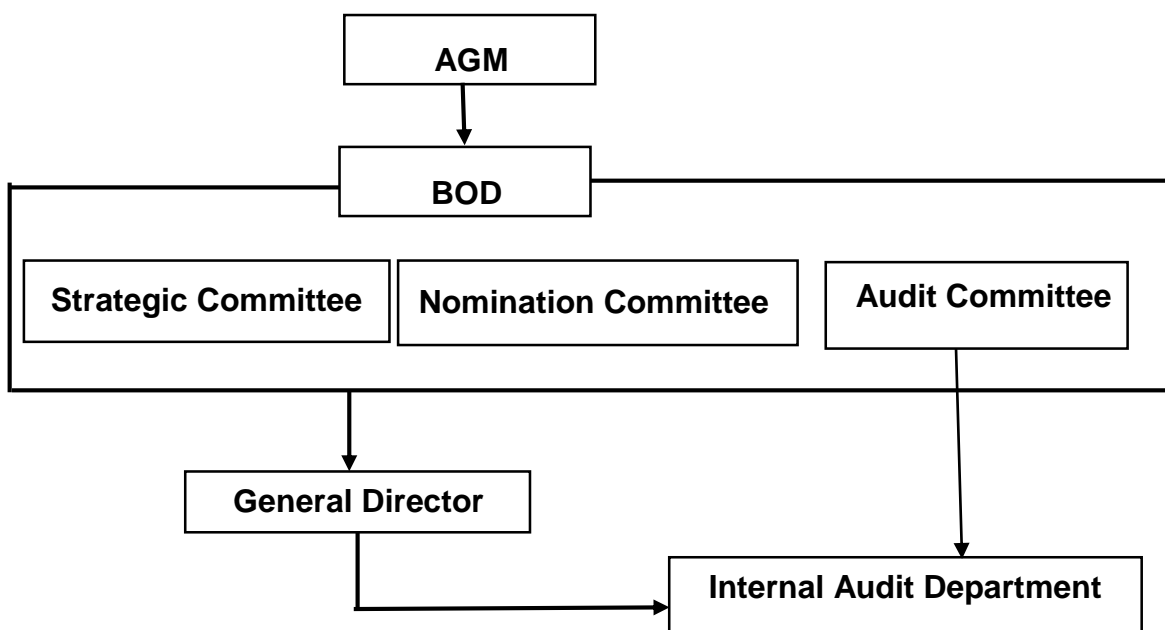 AGM
BOD
Strategic Committee
Nomination Committee
Audit Committee
General Director
Internal Audit Department